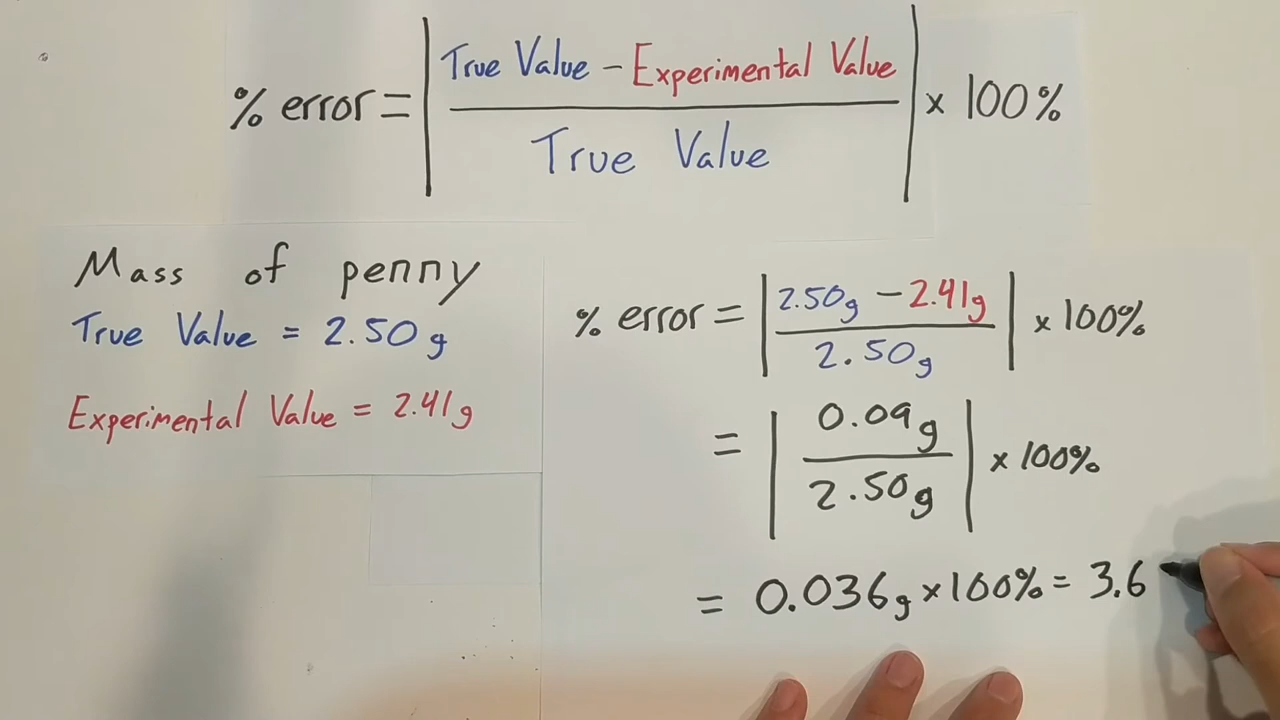 True Value - Experimental Value
% error = | ——— | x 100%
True Value
Mass of penny
True Value = 2.50 g
Experimental Value = 2.41g
2.50g - 2.41g
% error = | ——— | x 100%
2.50g
0.09g
= | ——— | x 100%
2.50g
= 0.036g x 100% = 3.6